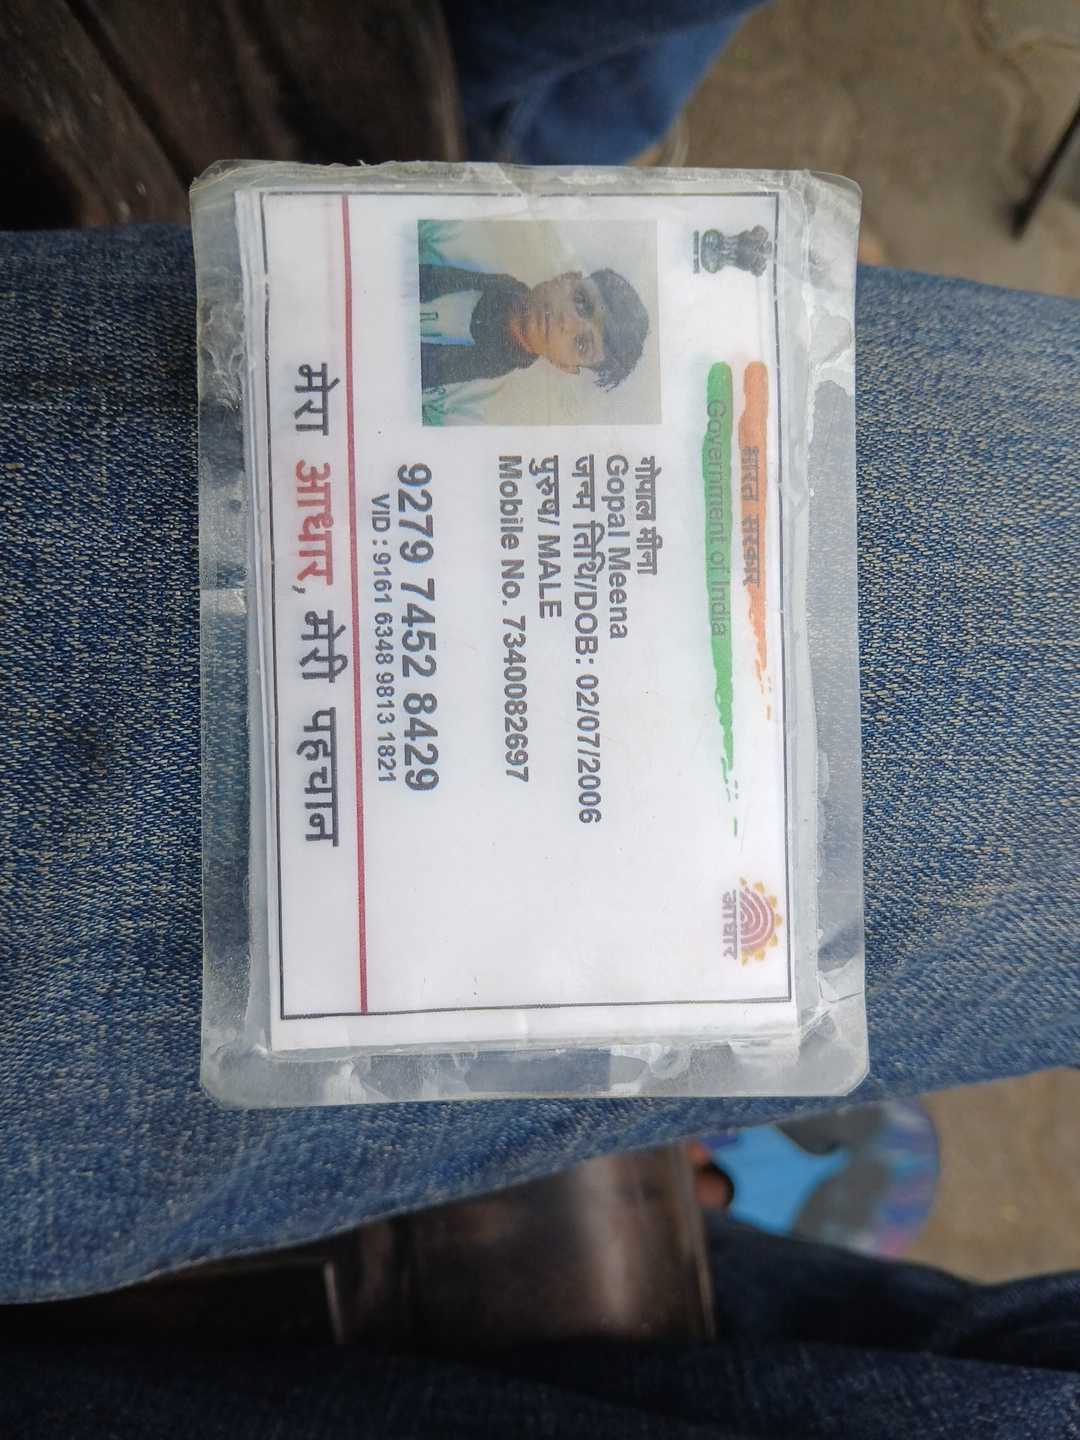 भारत सरकार
Government of India
आधार
गोपाल मीना
Gopal Meena
जन्म तिथि/DOB: 02/07/2006
पुरुष/ MALE
Mobile No. 7340082697
9279 7452 8429
VID : 9161 6348 9813 1821
मेरा आधार, मेरी पहचान